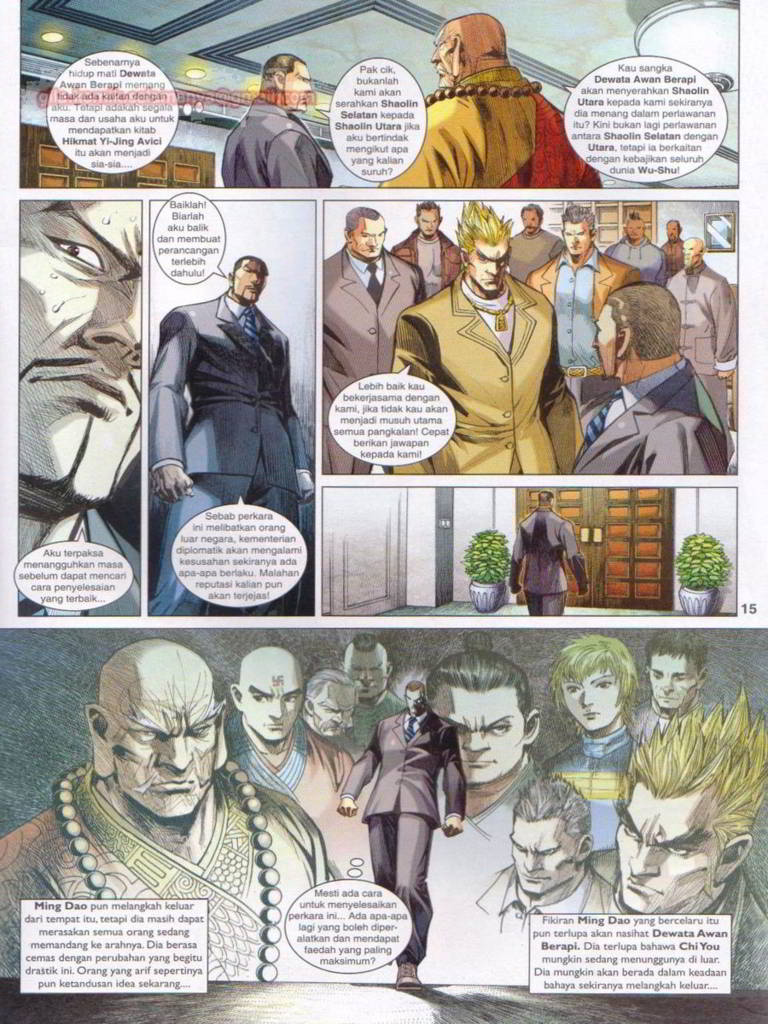 Sebenarnya
hidup mati Dewata
Awan Berapi memang
tidak ada kaitan dengan
aku. Tetapi adakah segala
masa dan usaha aku untuk
mendapatkan kitab
Hikmat Yi-Jing Avici
itu akan menjadi
sia-sia....
Pak cik,
bukanlah
kami akan
serahkan Shaolin
Selatan kepada
Shaolin Utara jika
aku bertindak
mengikut apa
yang kalian
suruh?
Kau sangka
Dewata Awan Berapi
akan menyerahkan Shaolin
Utara kepada kami sekiranya
dia menang dalam perlawanan
itu? Kini bukan lagi perlawanan
antara Shaolin Selatan dengan
Utara, tetapi ia berkaitan
dengan kebajikan seluruh
dunia Wu-Shu!
Aku terpaksa
menangguhkan masa
sebelum dapat mencari
cara penyelesaian
yang terbaik...
Baiklah!
Biarlah
aku balik
dan membuat
perancangan
terlebih
dahulu!
Sebab perkara
ini melibatkan orang
luar negara, kementerian
diplomatik akan mengalami
kesusahan sekiranya ada
apa-apa berlaku. Malahan
reputasi kalian pun
akan terjejas!
Lebih baik kau
bekerjasama dengan
kami, jika tidak kau akan
menjadi musuh utama
semua pangkalan! Cepat
berikan jawapan
kepada kami!
15
Ming Dao pun melangkah keluar
dari tempat itu, tetapi dia masih dapat
merasakan semua orang sedang
memandang ke arahnya. Dia berasa
cemas dengan perubahan yang begitu
drastik ini. Orang yang arif sepertinya
pun ketandusan idea sekarang....
Mesti ada cara
untuk menyelesaikan
perkara ini... Ada apa-apa
lagi yang boleh diper-
alatkan dan mendapat
faedah yang paling
maksimum?
Fikiran Ming Dao yang bercelaru itu
pun terlupa akan nasihat Dewata Awan
Berapi. Dia terlupa bahawa Chi You
mungkin sedang menunggunya di luar.
Dia mungkin akan berada dalam keadaan
bahaya sekiranya melangkah keluar....